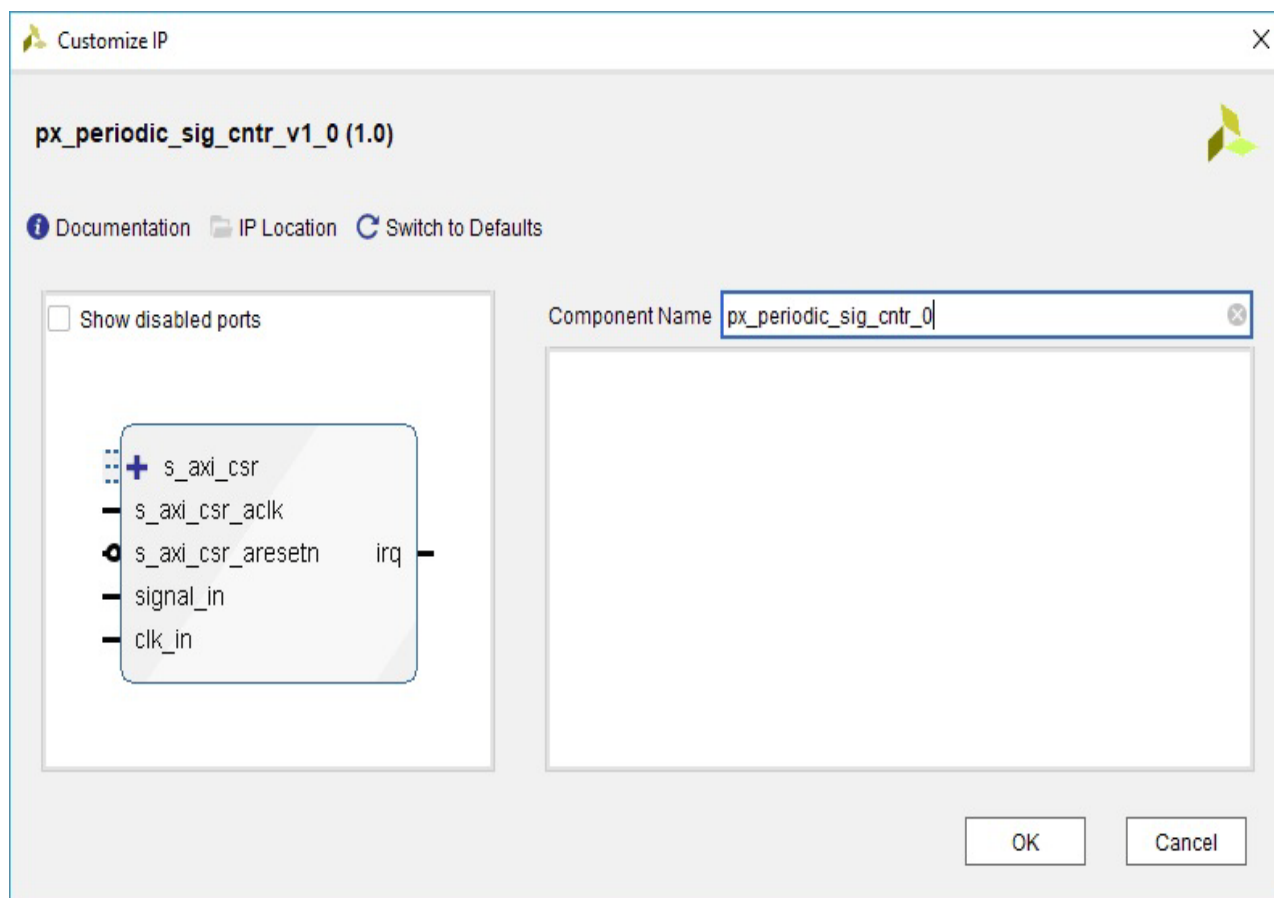 Customize IP
px_periodic_sig_cntr_v1_0 (1.0)
Documentation IP Location Switch to Defaults
Show disabled ports
Component Name px_periodic_sig_cntr_0
s_axi_csr
s_axi_csr_aclk
s_axi_csr_aresetn irq
signal_in
clk_in
OK Cancel